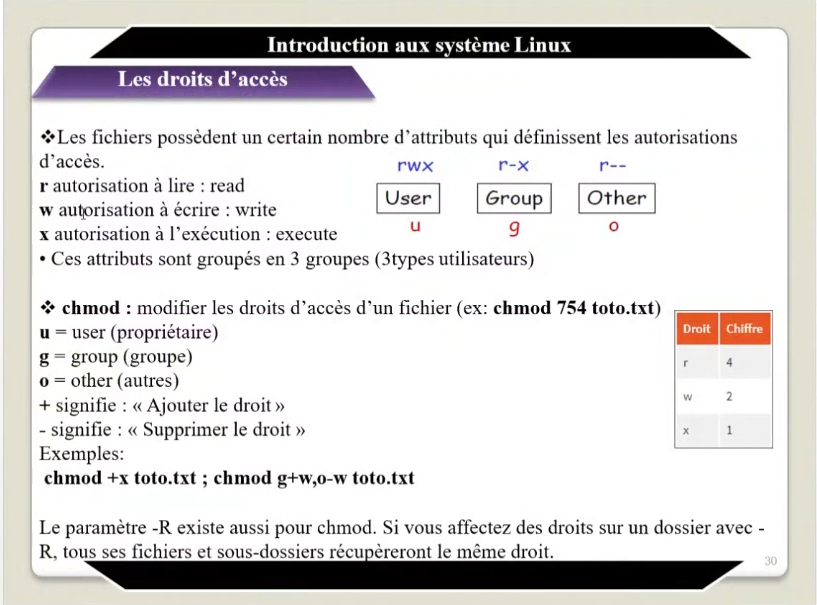 Introduction aux système Linux
Les droits d’accès
❖Les fichiers possèdent un certain nombre d’attributs qui définissent les autorisations
d’accès.
rwx r-x r--
r autorisation à lire : read
User Group Other
w autorisation à écrire : write
u g o
x autorisation à l’exécution : execute
• Ces attributs sont groupés en 3 groupes (3types utilisateurs)
❖ chmod : modifier les droits d’accès d’un fichier (ex: chmod 754 toto.txt)
u = user (propriétaire)
g = group (groupe)
o = other (autres)
+ signifie : « Ajouter le droit »
- signifie : « Supprimer le droit »
Exemples:
chmod +x toto.txt ; chmod g+w,o-w toto.txt
Droit Chiffre
r 4
w 2
x 1
Le paramètre -R existe aussi pour chmod. Si vous affectez des droits sur un dossier avec -
R, tous ses fichiers et sous-dossiers récupèreront le même droit.
30